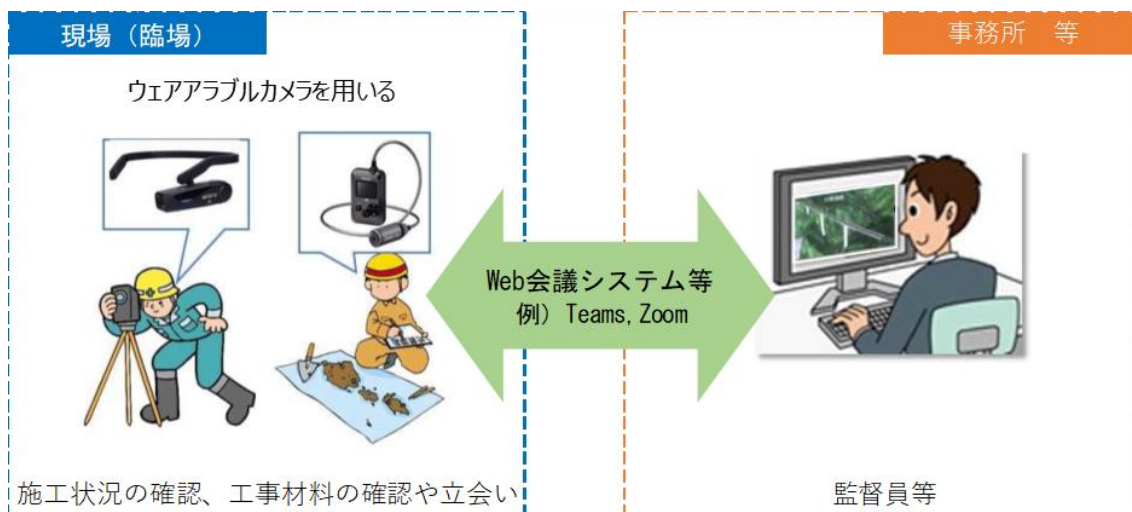 現場（臨場）
事務所　等
ウェアアラブルカメラを用いる
Web会議システム等
例）Teams, Zoom
施工状況の確認、工事材料の確認や立会い
監督員等